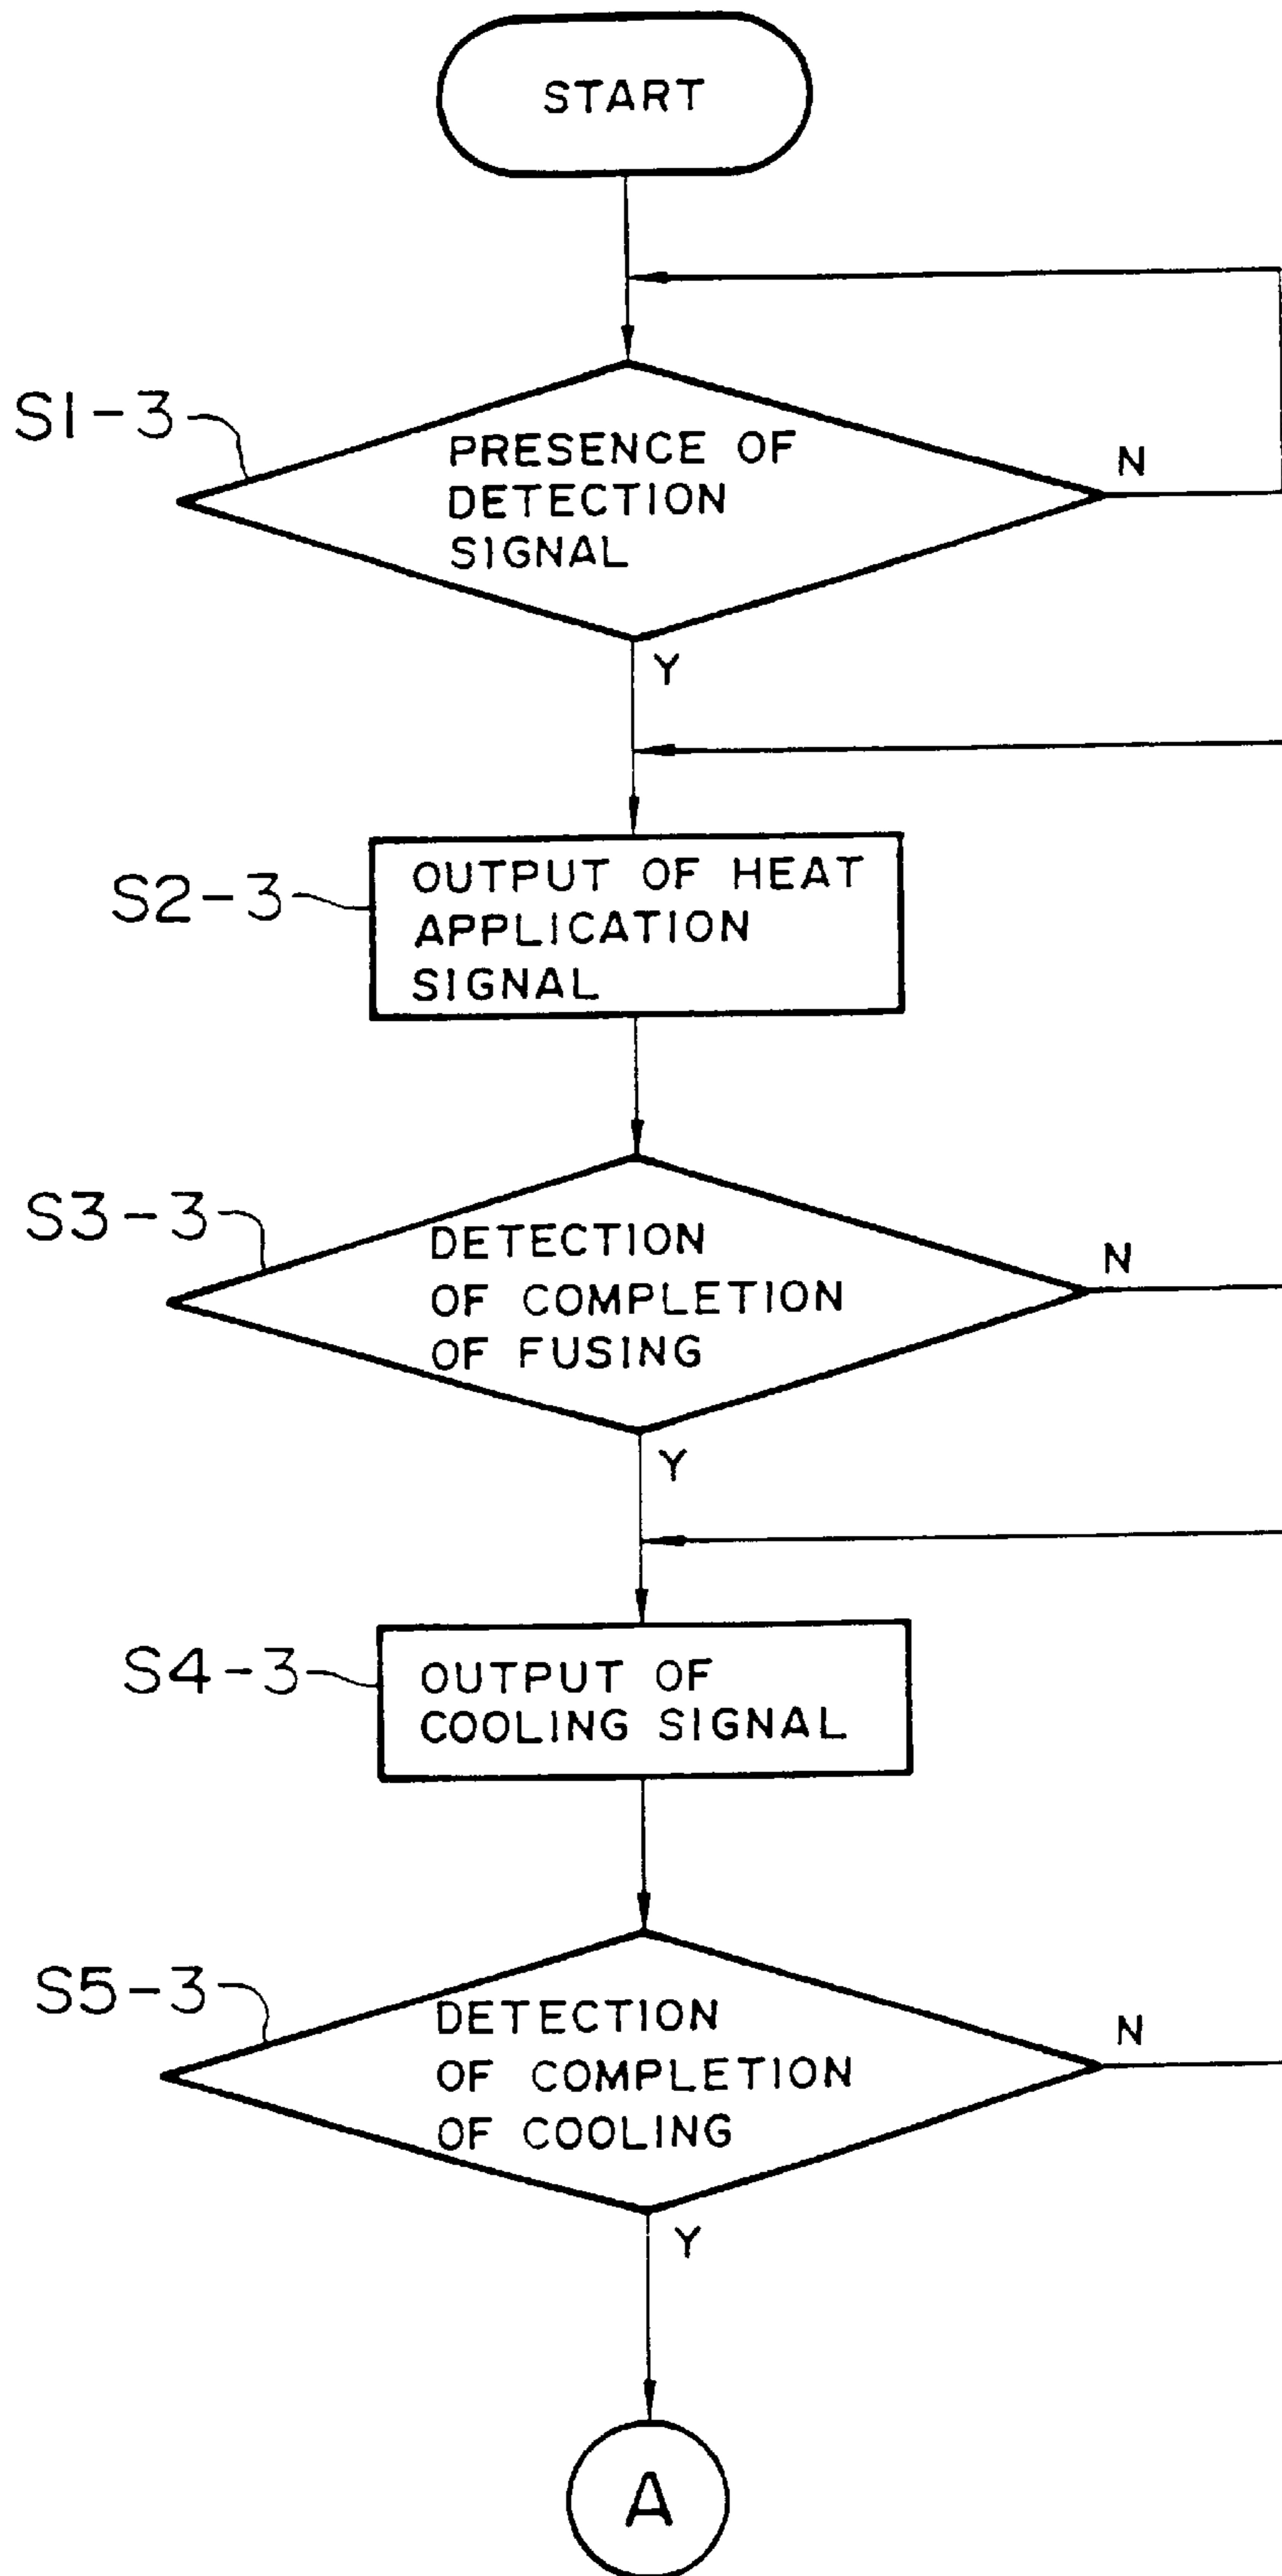 START
S1-3
PRESENCE OF
DETECTION
SIGNAL
N
Y
S2-3
OUTPUT OF HEAT
APPLICATION
SIGNAL
S3-3
DETECTION
OF COMPLETION
OF FUSING
N
Y
S4-3
OUTPUT OF
COOLING SIGNAL
S5-3
DETECTION
OF COMPLETION
OF COOLING
N
Y
A